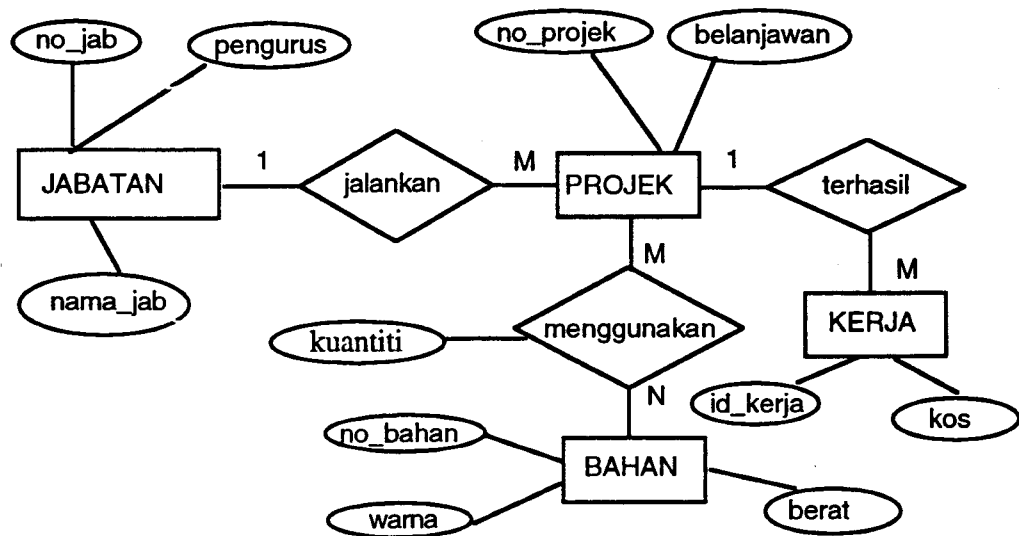 no_jab
pengurus
no_projek
belanjawan
JABATAN
1
jalankan
M
PROJEK
1
terhasil
nama_jab
M
M
kuantiti
menggunakan
KERJA
N
id_kerja
kos
no_bahan
BAHAN
warna
berat